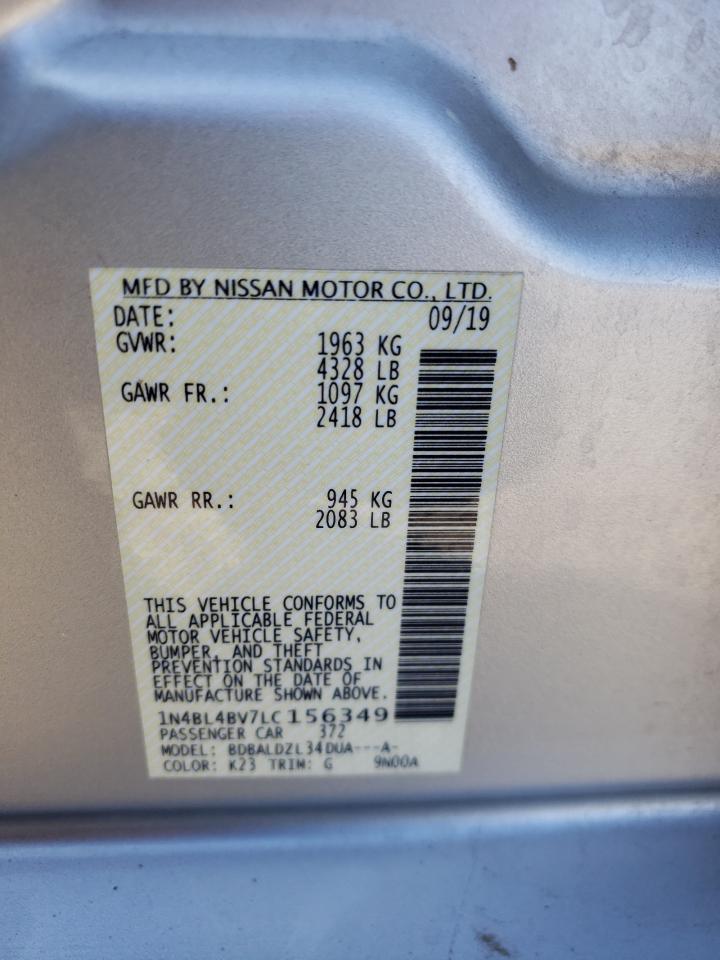 MFD BY NISSAN MOTOR CO., LTD.
DATE: 09/19
GVWR: 1963 KG
4328 LB
GAWR FR.: 1097 KG
2418 LB
GAWR RR.: 945 KG
2083 LB
THIS VEHICLE CONFORMS TO
ALL APPLICABLE FEDERAL
MOTOR VEHICLE SAFETY,
BUMPER, AND THEFT
PREVENTION STANDARDS IN
EFFECT ON THE DATE OF
MANUFACTURE SHOWN ABOVE.
1N4BL4BV7LC156349
PASSENGER CAR 372
MODEL: BDBALDZL34DUA---A-
COLOR: K23 TRIM: G 9N00A